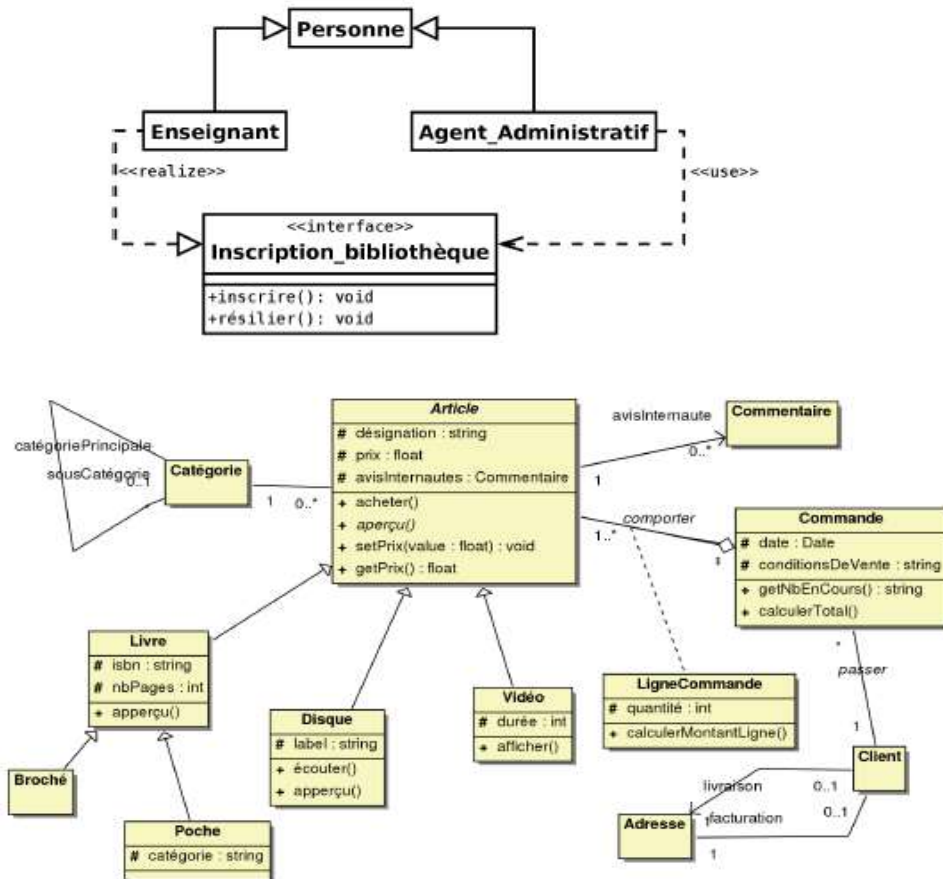 Personne
Enseignant
Agent_Administratif
<<realize>>
<<use>>
<<interface>>
Inscription_bibliothèque
+inscrire(): void
+résilier(): void
Article
# désignation : string
# prix : float
# avisInternautes : Commentaire
+ acheter()
+ aperçu()
+ setPrix(value : float) : void
+ getPrix() : float
avisInternaute
Commentaire
0..*
1
catégoriePrincipale
sousCatégorie
0..1
*
Catégorie
1
0..*
comporter
1..*
*
Commande
# date : Date
# conditionsDeVente : string
+ getNbEnCours() : string
+ calculerTotal()
Livre
# isbn : string
# nbPages : int
+ apperçu()
*
passer
1
LigneCommande
# quantité : int
+ calculerMontantLigne()
Vidéo
# durée : int
+ afficher()
Disque
# label : string
+ écouter()
+ apperçu()
Broché
Client
livraison
0..1
1
facturation
0..1
Adresse
1
Poche
# catégorie : string